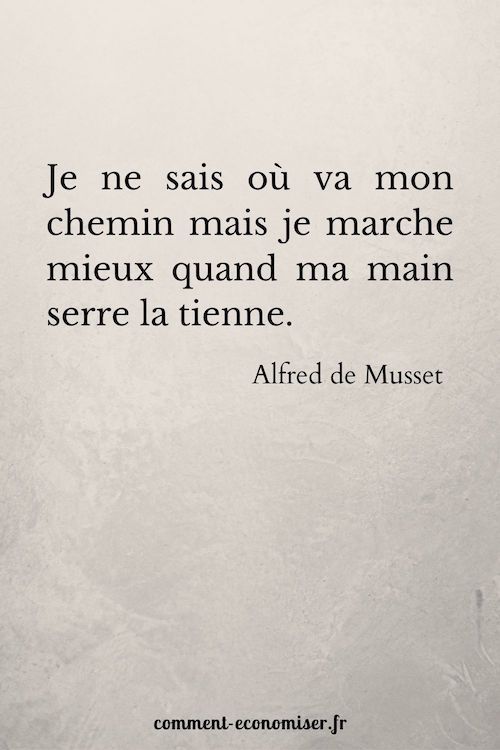 Je ne sais où va mon
chemin mais je marche
mieux quand ma main
serre la tienne.
Alfred de Musset
comment-economiser.fr